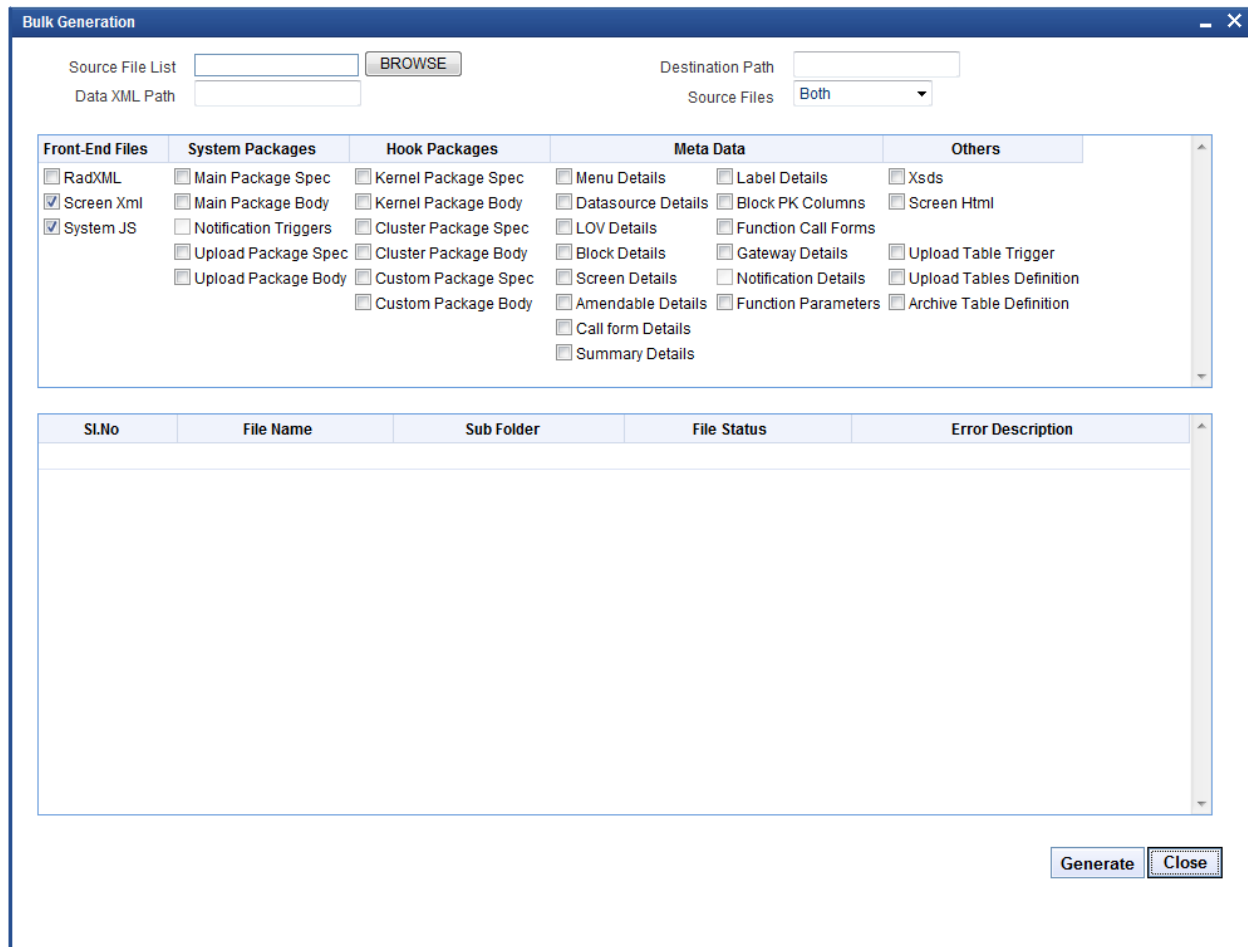 Bulk Generation
Source File List BROWSE Destination Path
Data XML Path Source Files Both
Front-End Files System Packages Hook Packages Meta Data Others
RadXML Main Package Spec Kernel Package Spec Menu Details Label Details Xsds
Screen Xml Main Package Body Kernel Package Body Datasource Details Block PK Columns Screen Html
System JS Notification Triggers Cluster Package Spec LOV Details Function Call Forms
Upload Package Spec Cluster Package Body Block Details Gateway Details Upload Table Trigger
Upload Package Body Custom Package Spec Screen Details Notification Details Upload Tables Definition
Custom Package Body Amendable Details Function Parameters Archive Table Definition
Call form Details
Summary Details
Sl.No File Name Sub Folder File Status Error Description
Generate Close